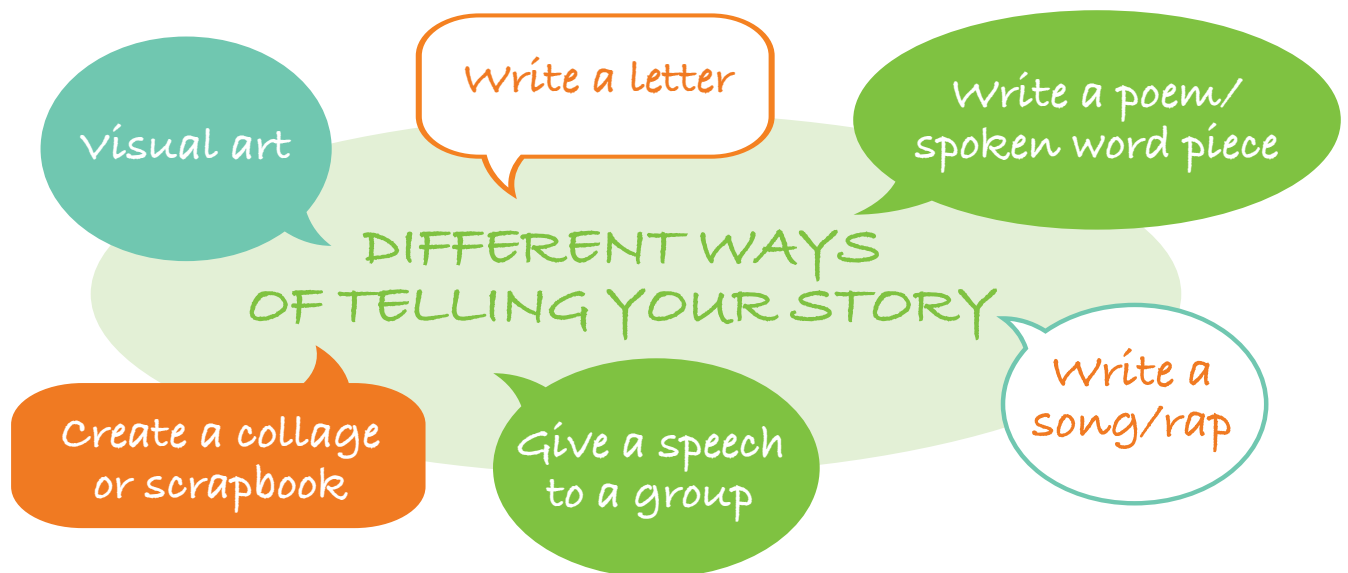 Visual art
Write a letter
Write a poem/
spoken word piece
DIFFERENT WAYS
OF TELLING YOUR STORY
Create a collage
or scrapbook
Give a speech
to a group
Write a
song/rap